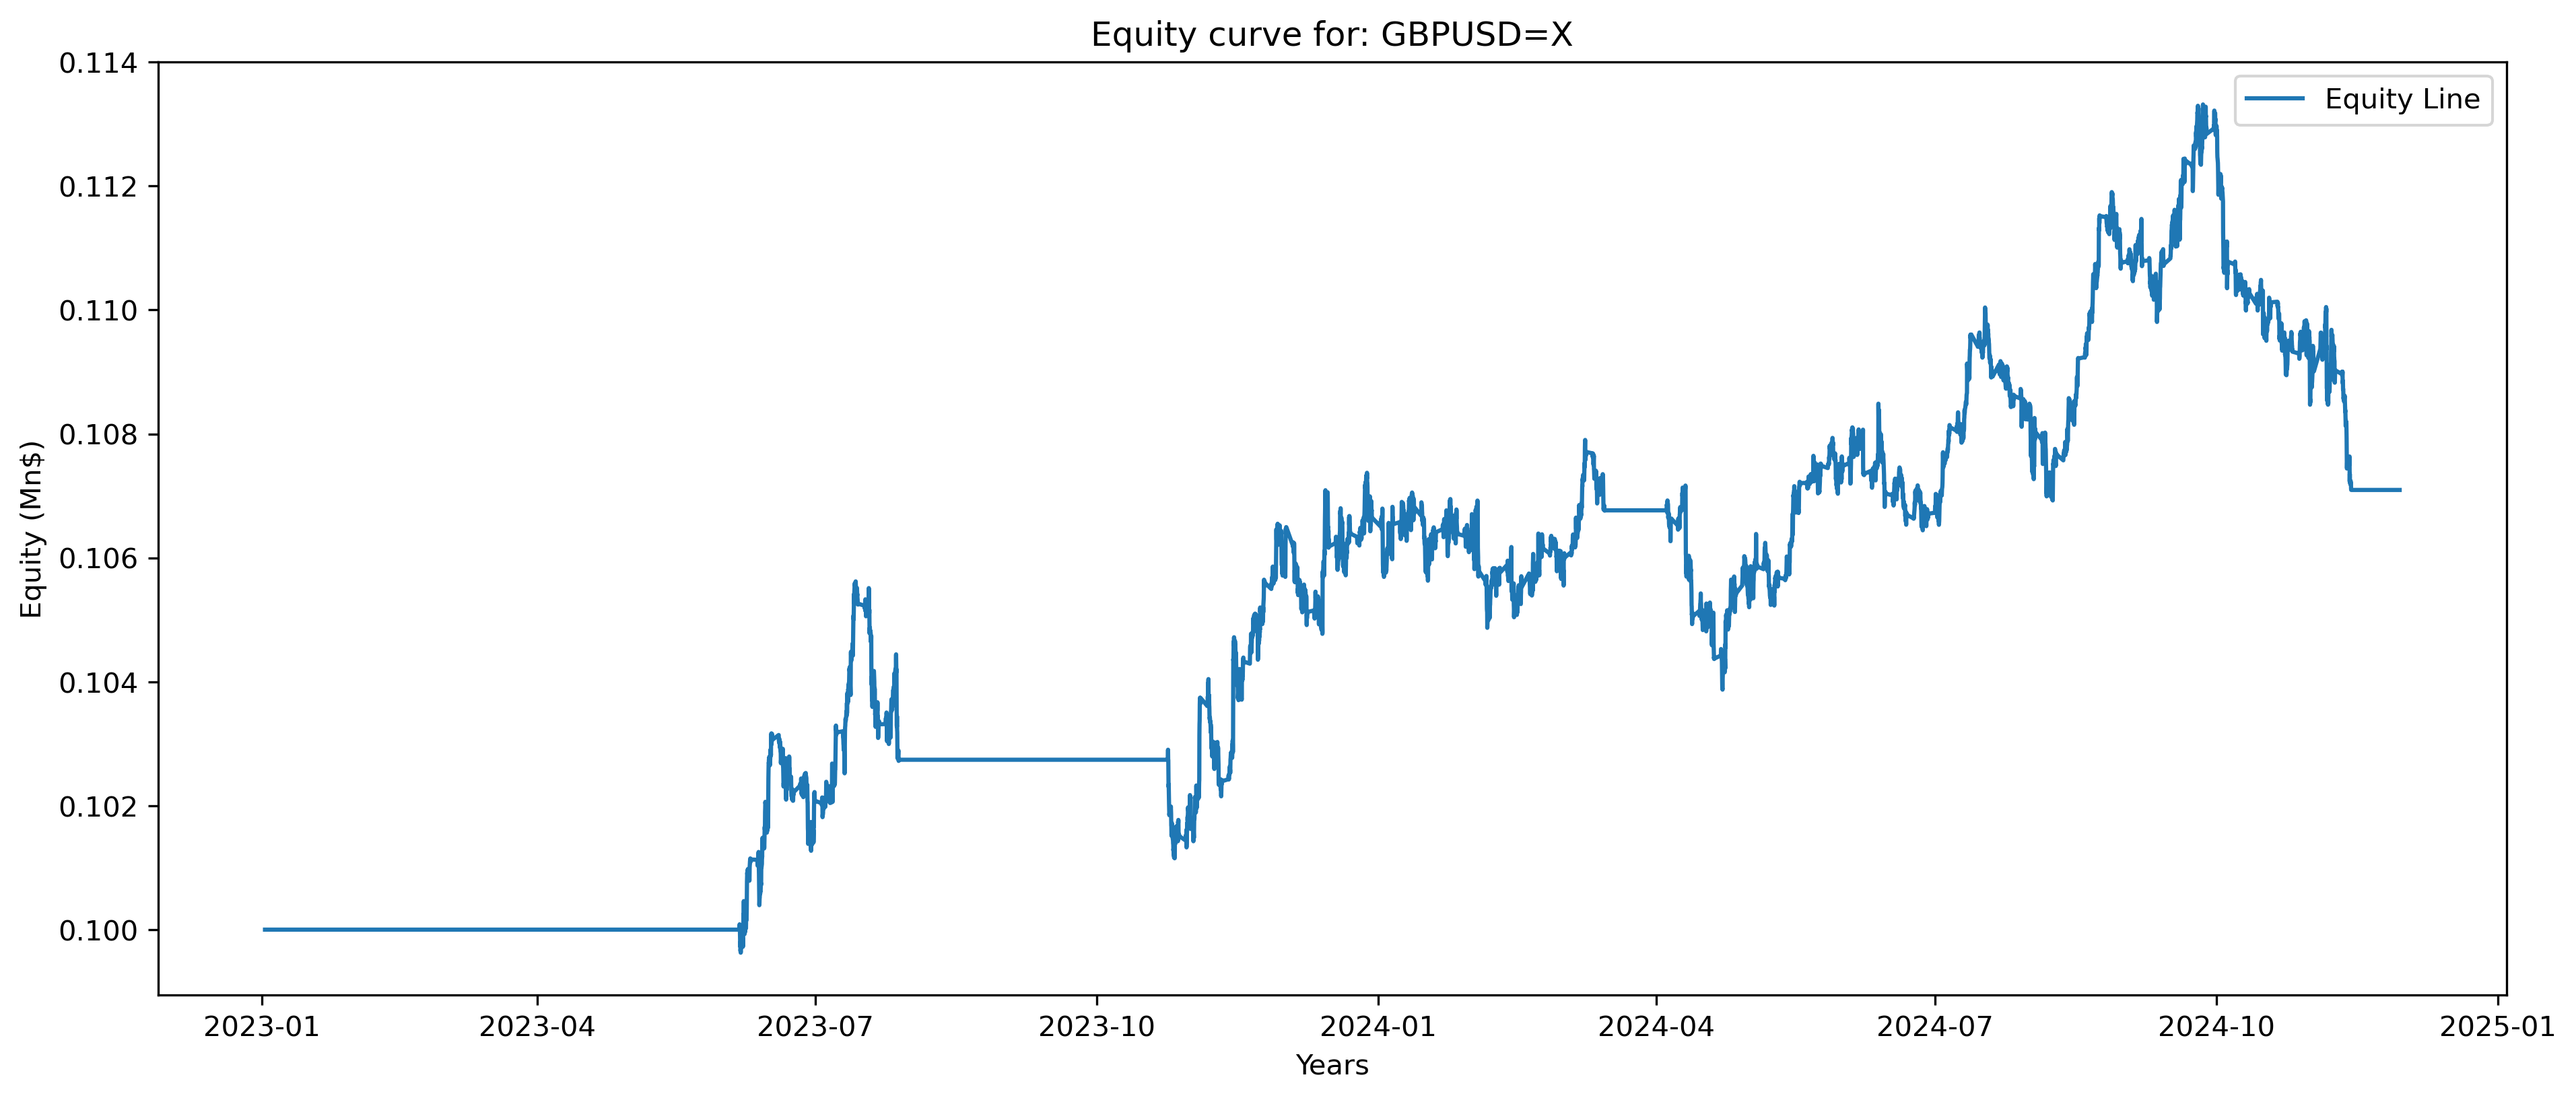 Equity curve for: GBPUSD=X
Equity Line
Equity (Mn$)
0.114
0.112
0.110
0.108
0.106
0.104
0.102
0.100
2023-01 2023-04 2023-07 2023-10 2024-01 2024-04 2024-07 2024-10 2025-01
Years